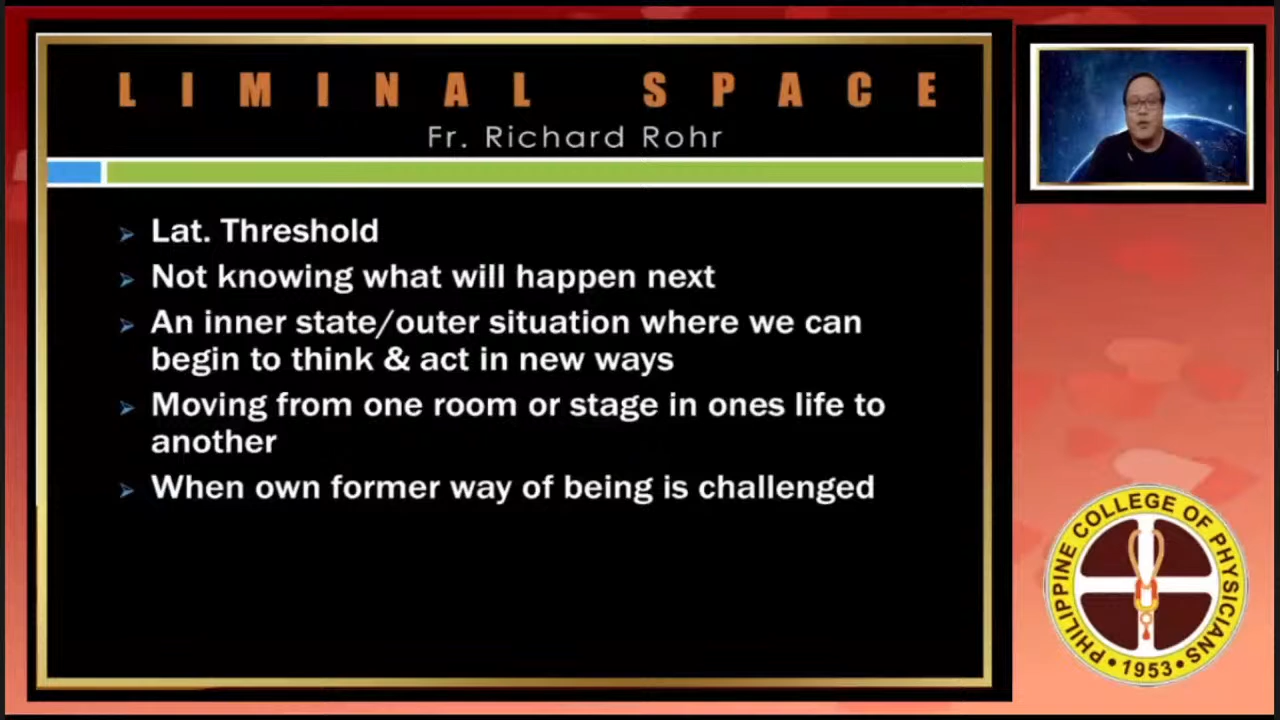 LIMINAL SPACE
Fr. Richard Rohr
Lat. Threshold
Not knowing what will happen next
An inner state/outer situation where we can
begin to think & act in new ways
Moving from one room or stage in ones life to
another
When own former way of being is challenged
PHILIPPINE COLLEGE OF PHYSICIANS
• 1953 •